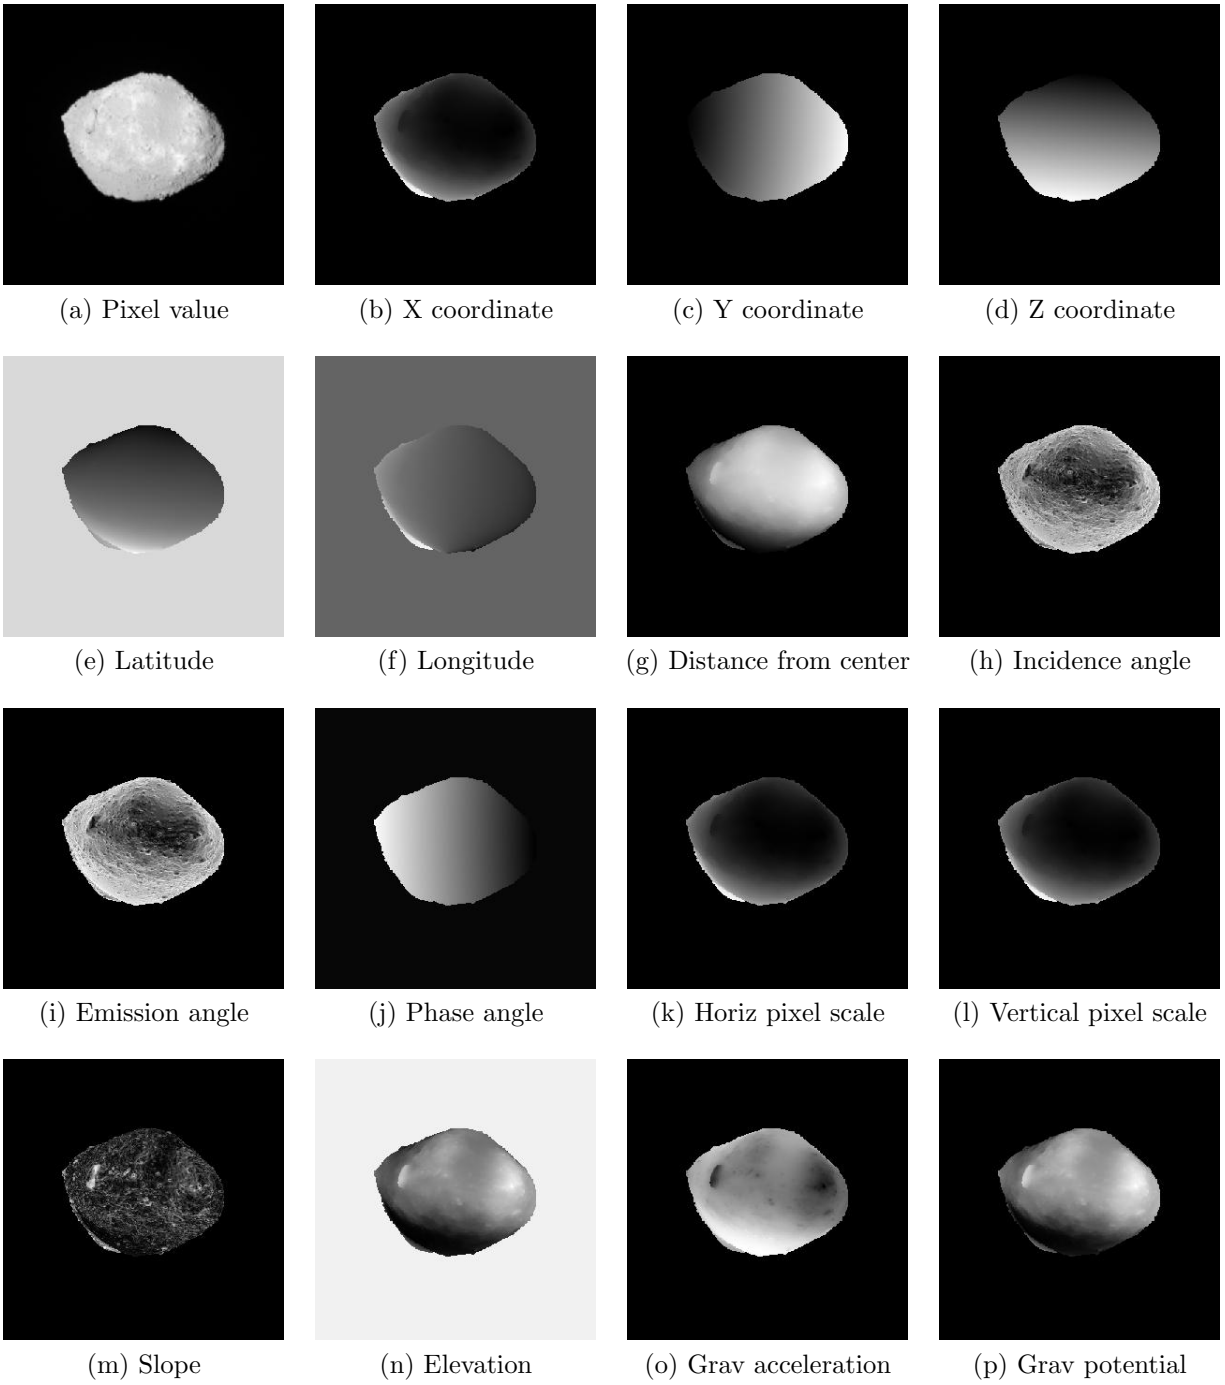 (a) Pixel value
(b) X coordinate
(c) Y coordinate
(d) Z coordinate
(e) Latitude
(f) Longitude
(g) Distance from center
(h) Incidence angle
(i) Emission angle
(j) Phase angle
(k) Horiz pixel scale
(l) Vertical pixel scale
(m) Slope
(n) Elevation
(o) Grav acceleration
(p) Grav potential